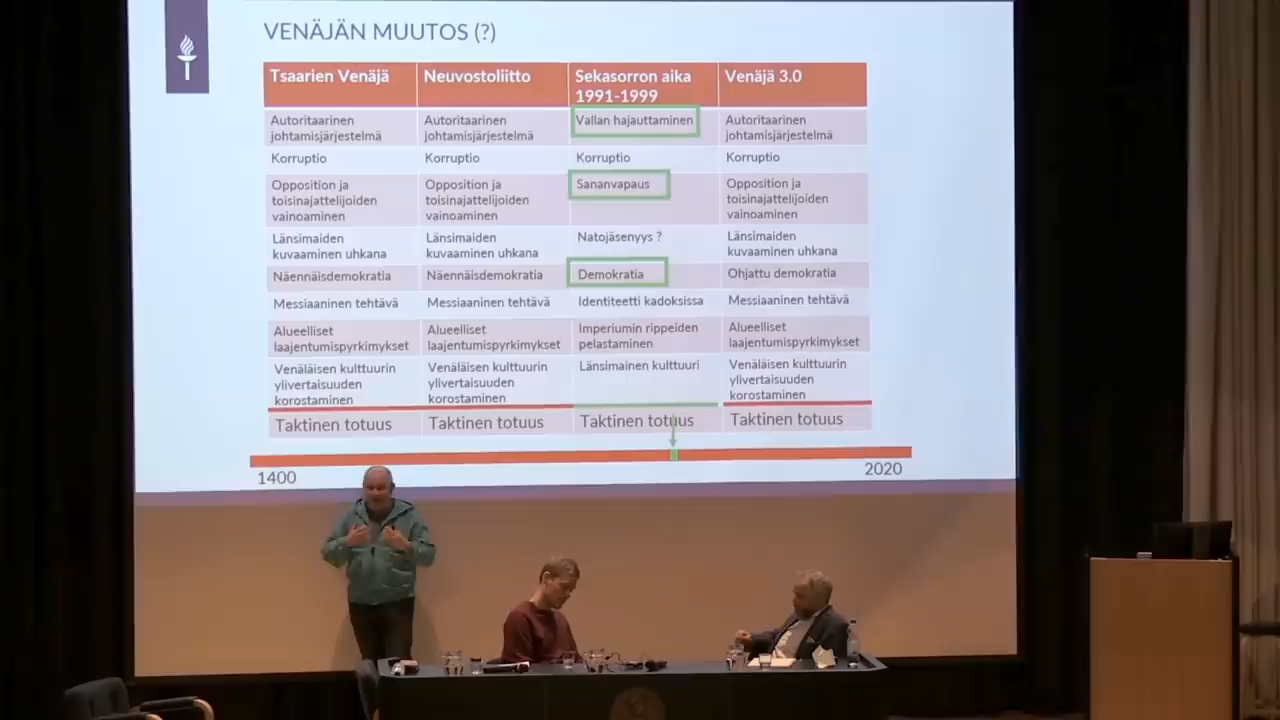 VENÄJÄN MUUTOS (?)
Tsaarien Venäjä
Neuvostoliitto
Sekasorron aika
1991-1999
Venäjä 3.0
Autoritaarinen
johtamisjärjestelmä
Autoritaarinen
johtamisjärjestelmä
Vallan hajauttaminen
Autoritaarinen
johtamisjärjestelmä
Korruptio
Korruptio
Korruptio
Korruptio
Opposition ja
toisinajattelijoiden
vainoaminen
Opposition ja
toisinajattelijoiden
vainoaminen
Sananvapaus
Opposition ja
toisinajattelijoiden
vainoaminen
Länsimaiden
kuvaaminen uhkana
Länsimaiden
kuvaaminen uhkana
Natojäsenyys ?
Länsimaiden
kuvaaminen uhkana
Näennäisdemokratia
Näennäisdemokratia
Demokratia
Ohjattu demokratia
Messiaaninen tehtävä
Messiaaninen tehtävä
Identiteetti kadoksissa
Messiaaninen tehtävä
Alueelliset
laajentumispyrkimykset
Alueelliset
laajentumispyrkimykset
Imperiumin rippeiden
pelastaminen
Alueelliset
laajentumispyrkimykset
Venäläisen kulttuurin
ylivertaisuuden
korostaminen
Venäläisen kulttuurin
ylivertaisuuden
korostaminen
Länsimainen kulttuuri
Venäläisen kulttuurin
ylivertaisuuden
korostaminen
Taktinen totuus
Taktinen totuus
Taktinen totuus
Taktinen totuus
1400
2020